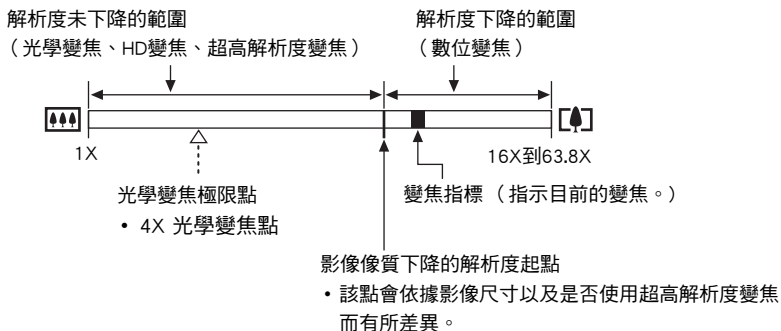 解析度未下降的範圍
（光學變焦、HD變焦、超高解析度變焦）
解析度下降的範圍
（數位變焦）
1X
16X到63.8X
光學變焦極限點
• 4X 光學變焦點
變焦指標（指示目前的變焦。）
影像像質下降的解析度起點
• 該點會依據影像尺寸以及是否使用超高解析度變焦
而有所差異。